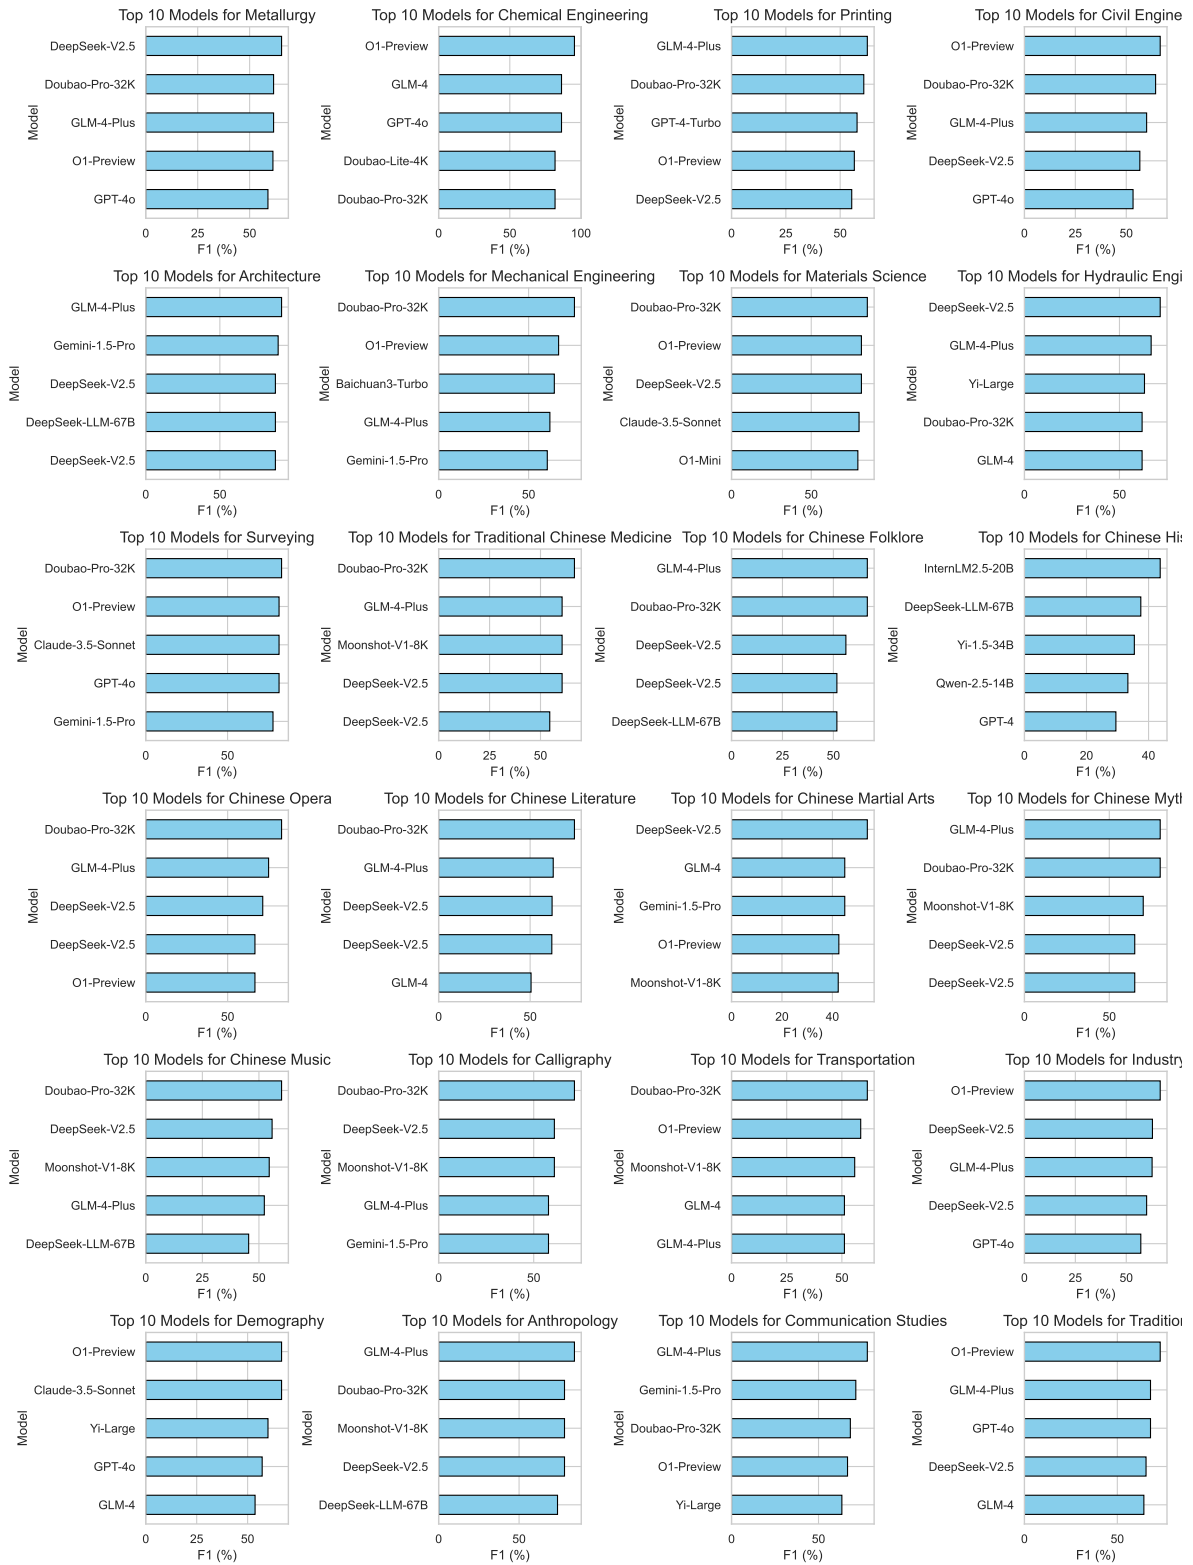 Top 10 Models for Metallurgy
Model
DeepSeek-V2.5
Doubao-Pro-32K
GLM-4-Plus
O1-Preview
GPT-4o
0 25 50
F1 (%)
Top 10 Models for Chemical Engineering
Model
O1-Preview
GLM-4
GPT-4o
Doubao-Lite-4K
Doubao-Pro-32K
0 50 100
F1 (%)
Top 10 Models for Printing
Model
GLM-4-Plus
Doubao-Pro-32K
GPT-4-Turbo
O1-Preview
DeepSeek-V2.5
0 25 50
F1 (%)
Top 10 Models for Civil Engine
Model
O1-Preview
Doubao-Pro-32K
GLM-4-Plus
DeepSeek-V2.5
GPT-4o
0 25 50
F1 (%)
Top 10 Models for Architecture
Model
GLM-4-Plus
Gemini-1.5-Pro
DeepSeek-V2.5
DeepSeek-LLM-67B
DeepSeek-V2.5
0 50
F1 (%)
Top 10 Models for Mechanical Engineering
Model
Doubao-Pro-32K
O1-Preview
Baichuan3-Turbo
GLM-4-Plus
Gemini-1.5-Pro
0 50
F1 (%)
Top 10 Models for Materials Science
Model
Doubao-Pro-32K
O1-Preview
DeepSeek-V2.5
Claude-3.5-Sonnet
O1-Mini
0 50
F1 (%)
Top 10 Models for Hydraulic Engi
Model
DeepSeek-V2.5
GLM-4-Plus
Yi-Large
Doubao-Pro-32K
GLM-4
0 50
F1 (%)
Top 10 Models for Surveying
Model
Doubao-Pro-32K
O1-Preview
Claude-3.5-Sonnet
GPT-4o
Gemini-1.5-Pro
0 50
F1 (%)
Top 10 Models for Traditional Chinese Medicine
Model
Doubao-Pro-32K
GLM-4-Plus
Moonshot-V1-8K
DeepSeek-V2.5
DeepSeek-V2.5
0 25 50
F1 (%)
Top 10 Models for Chinese Folklore
Model
GLM-4-Plus
Doubao-Pro-32K
DeepSeek-V2.5
DeepSeek-V2.5
DeepSeek-LLM-67B
0 25 50
F1 (%)
Top 10 Models for Chinese His
Model
InternLM2.5-20B
DeepSeek-LLM-67B
Yi-1.5-34B
Qwen-2.5-14B
GPT-4
0 20 40
F1 (%)
Top 10 Models for Chinese Opera
Model
Doubao-Pro-32K
GLM-4-Plus
DeepSeek-V2.5
DeepSeek-V2.5
O1-Preview
0 50
F1 (%)
Top 10 Models for Chinese Literature
Model
Doubao-Pro-32K
GLM-4-Plus
DeepSeek-V2.5
DeepSeek-V2.5
GLM-4
0 50
F1 (%)
Top 10 Models for Chinese Martial Arts
Model
DeepSeek-V2.5
GLM-4
Gemini-1.5-Pro
O1-Preview
Moonshot-V1-8K
0 20 40
F1 (%)
Top 10 Models for Chinese Myth
Model
GLM-4-Plus
Doubao-Pro-32K
Moonshot-V1-8K
DeepSeek-V2.5
DeepSeek-V2.5
0 50
F1 (%)
Top 10 Models for Chinese Music
Model
Doubao-Pro-32K
DeepSeek-V2.5
Moonshot-V1-8K
GLM-4-Plus
DeepSeek-LLM-67B
0 25 50
F1 (%)
Top 10 Models for Calligraphy
Model
Doubao-Pro-32K
DeepSeek-V2.5
Moonshot-V1-8K
GLM-4-Plus
Gemini-1.5-Pro
0 50
F1 (%)
Top 10 Models for Transportation
Model
Doubao-Pro-32K
O1-Preview
Moonshot-V1-8K
GLM-4
GLM-4-Plus
0 25 50
F1 (%)
Top 10 Models for Industry
Model
O1-Preview
DeepSeek-V2.5
GLM-4-Plus
DeepSeek-V2.5
GPT-4o
0 25 50
F1 (%)
Top 10 Models for Demography
Model
O1-Preview
Claude-3.5-Sonnet
Yi-Large
GPT-4o
GLM-4
0 25 50
F1 (%)
Top 10 Models for Anthropology
Model
GLM-4-Plus
Doubao-Pro-32K
Moonshot-V1-8K
DeepSeek-V2.5
DeepSeek-LLM-67B
0 50
F1 (%)
Top 10 Models for Communication Studies
Model
GLM-4-Plus
Gemini-1.5-Pro
Doubao-Pro-32K
O1-Preview
Yi-Large
0 50
F1 (%)
Top 10 Models for Tradition
Model
O1-Preview
GLM-4-Plus
GPT-4o
DeepSeek-V2.5
GLM-4
0 50
F1 (%)